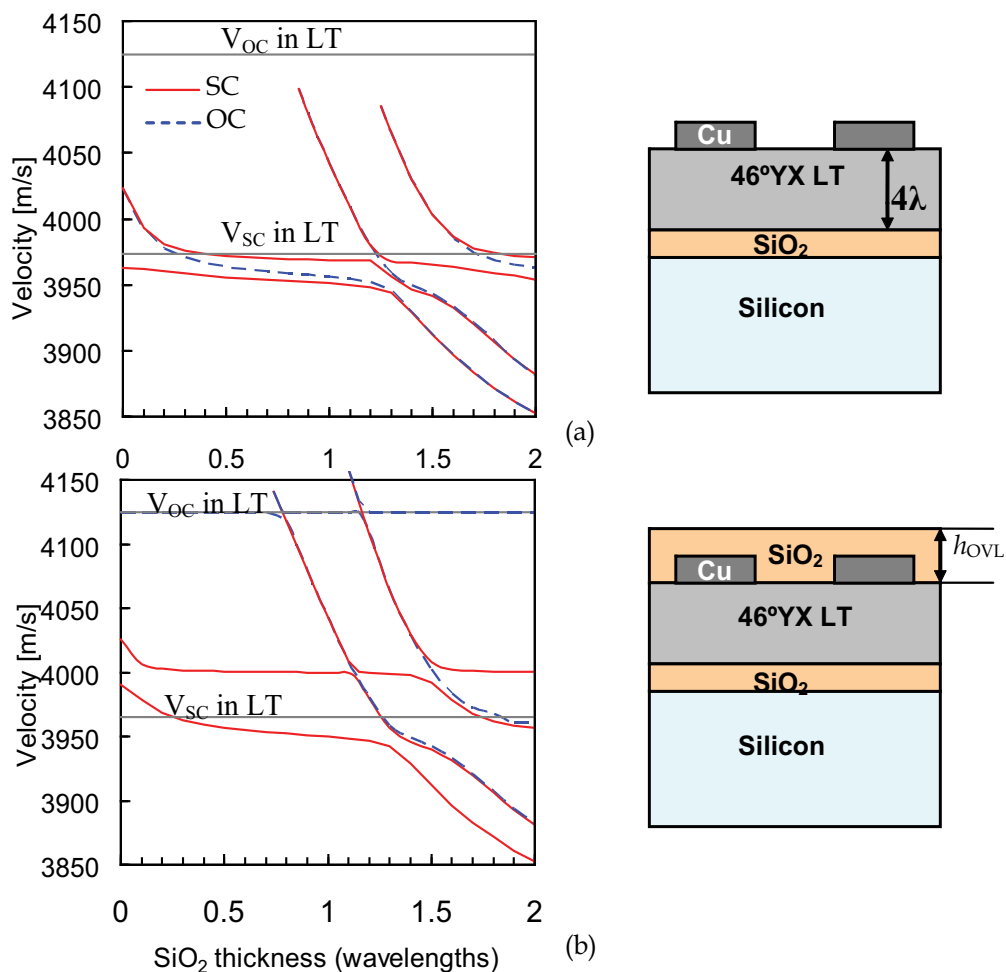 4150
4100
4050
4000
3950
3900
3850
Velocity [m/s]
V_OC in LT
SC
OC
V_SC in LT
0 0.5 1 1.5 2
(a)
Cu
46ºYX LT
4λ
SiO₂
Silicon
4150
4100
4050
4000
3950
3900
3850
Velocity [m/s]
V_OC in LT
V_SC in LT
0 0.5 1 1.5 2
SiO₂ thickness (wavelengths)
(b)
SiO₂
h_OVL
Cu
46ºYX LT
SiO₂
Silicon